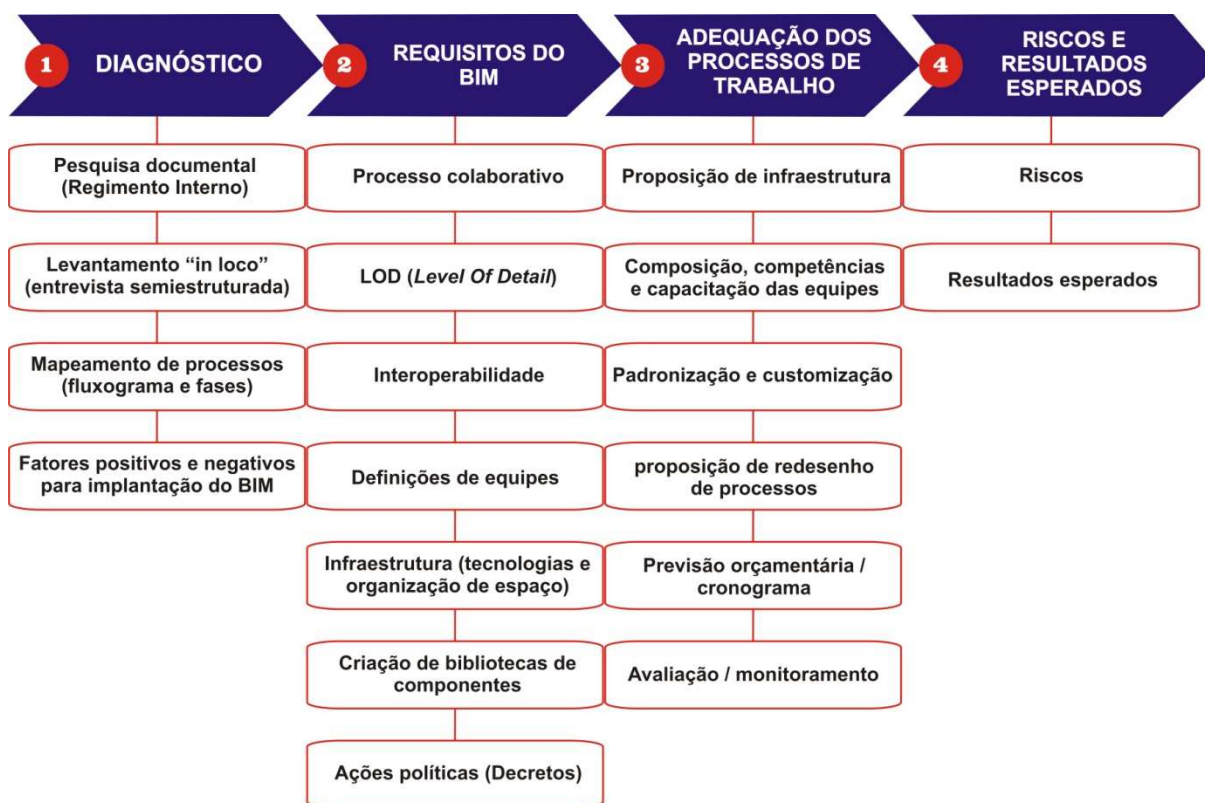 1
DIAGNÓSTICO
Pesquisa documental
(Regimento Interno)
Levantamento “in loco”
(entrevista semiestruturada)
Mapeamento de processos
(fluxograma e fases)
Fatores positivos e negativos
para implantação do BIM
2
REQUISITOS DO
BIM
Processo colaborativo
LOD (Level Of Detail)
Interoperabilidade
Definições de equipes
Infraestrutura (tecnologias e
organização de espaço)
Criação de bibliotecas de
componentes
Ações políticas (Decretos)
3
ADEQUAÇÃO DOS
PROCESSOS DE
TRABALHO
Proposição de infraestrutura
Composição, competências
e capacitação das equipes
Padronização e customização
proposição de redesenho
de processos
Previsão orçamentária /
cronograma
Avaliação / monitoramento
4
RISCOS E
RESULTADOS
ESPERADOS
Riscos
Resultados esperados